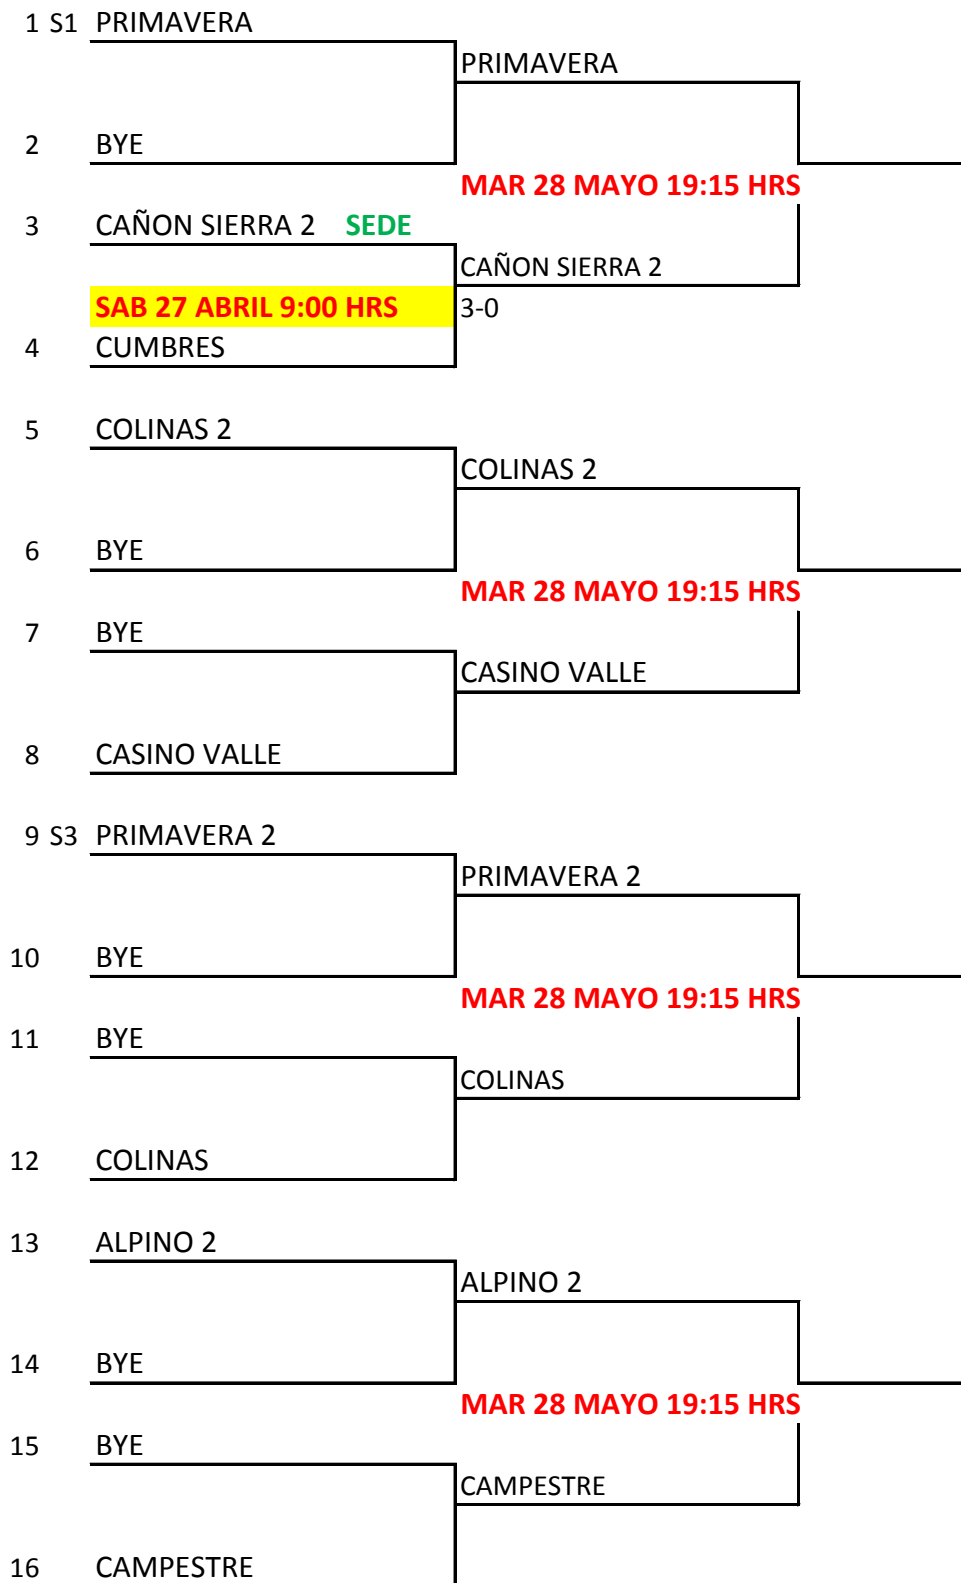 1 S1 PRIMAVERA
PRIMAVERA
2 BYE
MAR 28 MAYO 19:15 HRS
3 CAÑON SIERRA 2 SEDE
CAÑON SIERRA 2
SAB 27 ABRIL 9:00 HRS 3-0
4 CUMBRES
5 COLINAS 2
COLINAS 2
6 BYE
MAR 28 MAYO 19:15 HRS
7 BYE
CASINO VALLE
8 CASINO VALLE
9 S3 PRIMAVERA 2
PRIMAVERA 2
10 BYE
MAR 28 MAYO 19:15 HRS
11 BYE
COLINAS
12 COLINAS
13 ALPINO 2
ALPINO 2
14 BYE
MAR 28 MAYO 19:15 HRS
15 BYE
CAMPESTRE
16 CAMPESTRE